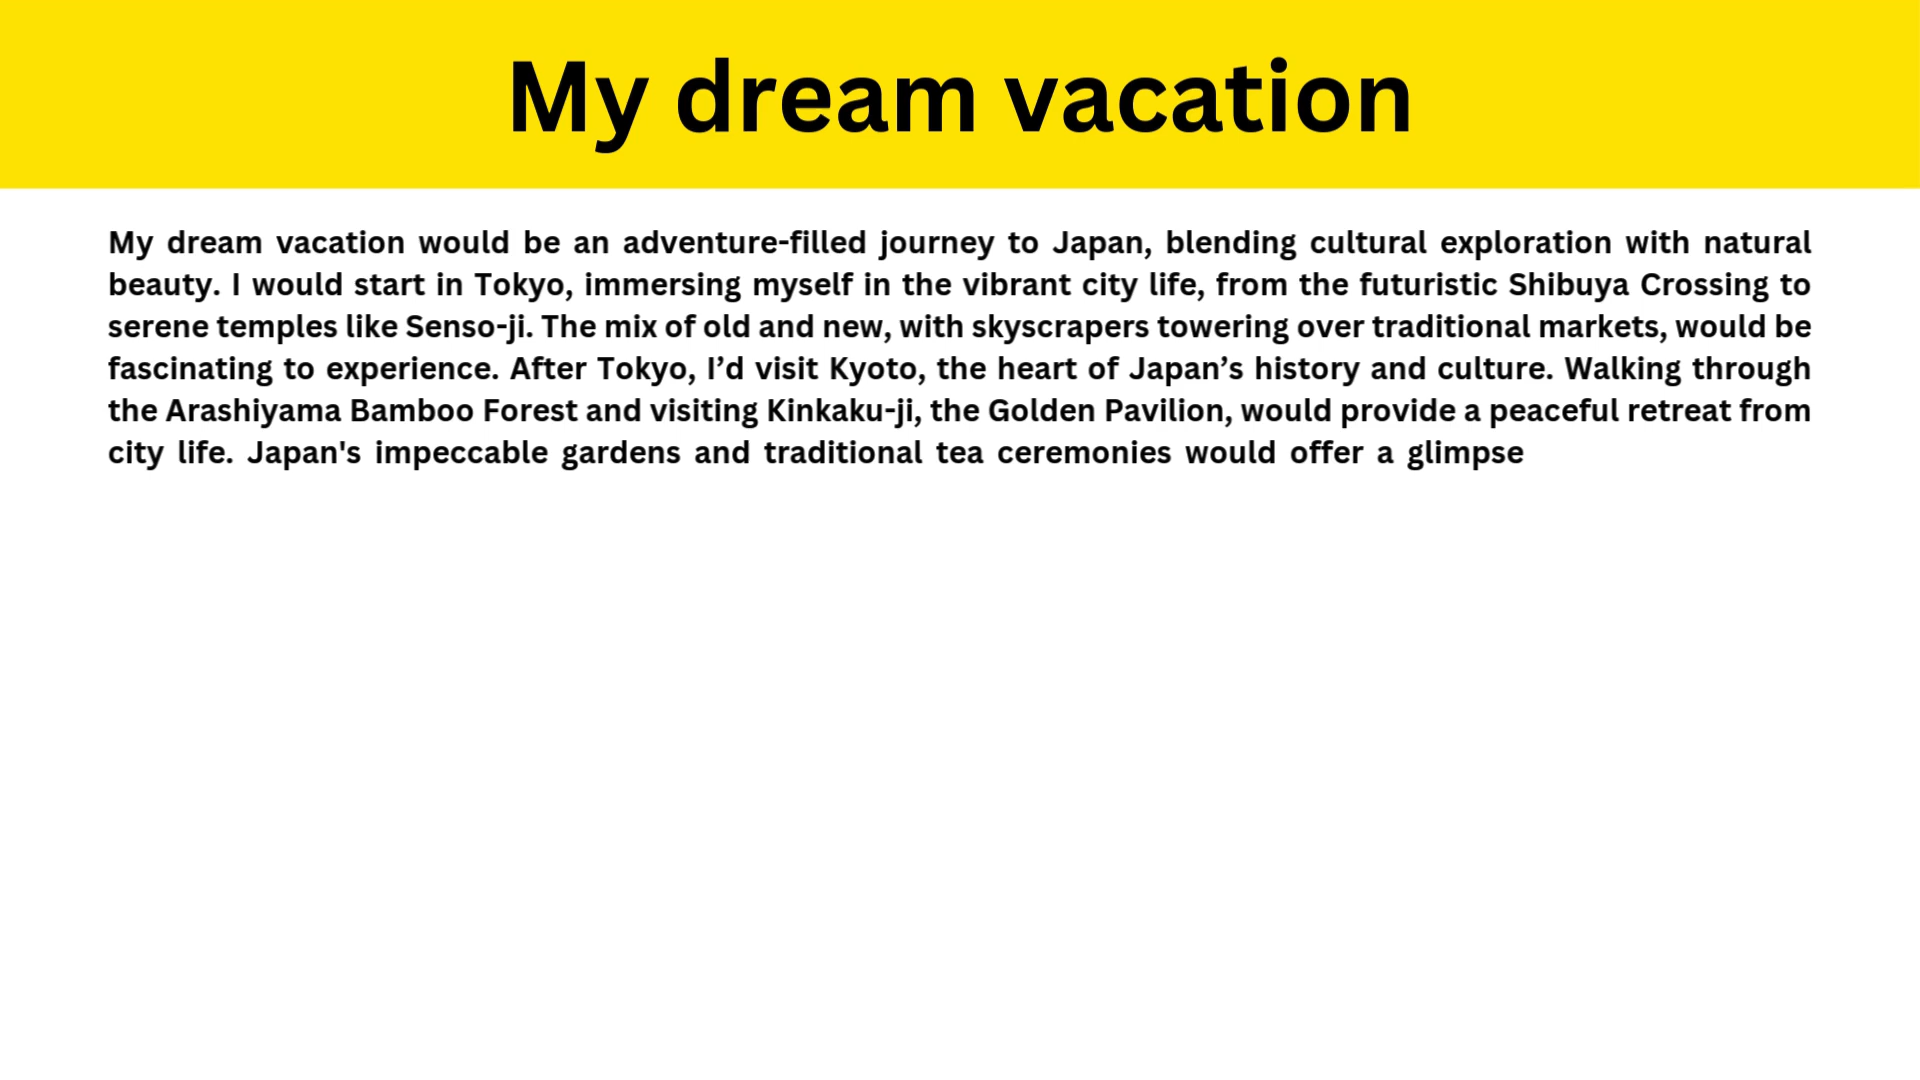 My dream vacation
My dream vacation would be an adventure-filled journey to Japan, blending cultural exploration with natural
beauty. I would start in Tokyo, immersing myself in the vibrant city life, from the futuristic Shibuya Crossing to
serene temples like Senso-ji. The mix of old and new, with skyscrapers towering over traditional markets, would be
fascinating to experience. After Tokyo, I’d visit Kyoto, the heart of Japan’s history and culture. Walking through
the Arashiyama Bamboo Forest and visiting Kinkaku-ji, the Golden Pavilion, would provide a peaceful retreat from
city life. Japan's impeccable gardens and traditional tea ceremonies would offer a glimpse